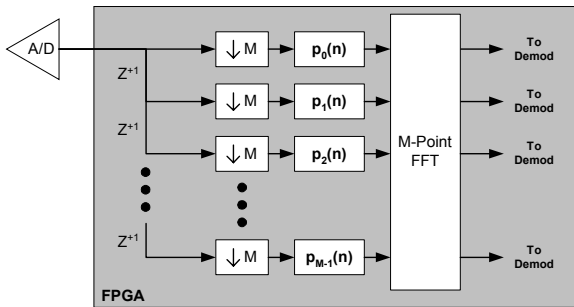 A/D
↓ M
p0(n)
To
Demod
Z+1
↓ M
p1(n)
To
Demod
Z+1
↓ M
p2(n)
M-Point
FFT
To
Demod
Z+1
↓ M
pM-1(n)
To
Demod
FPGA